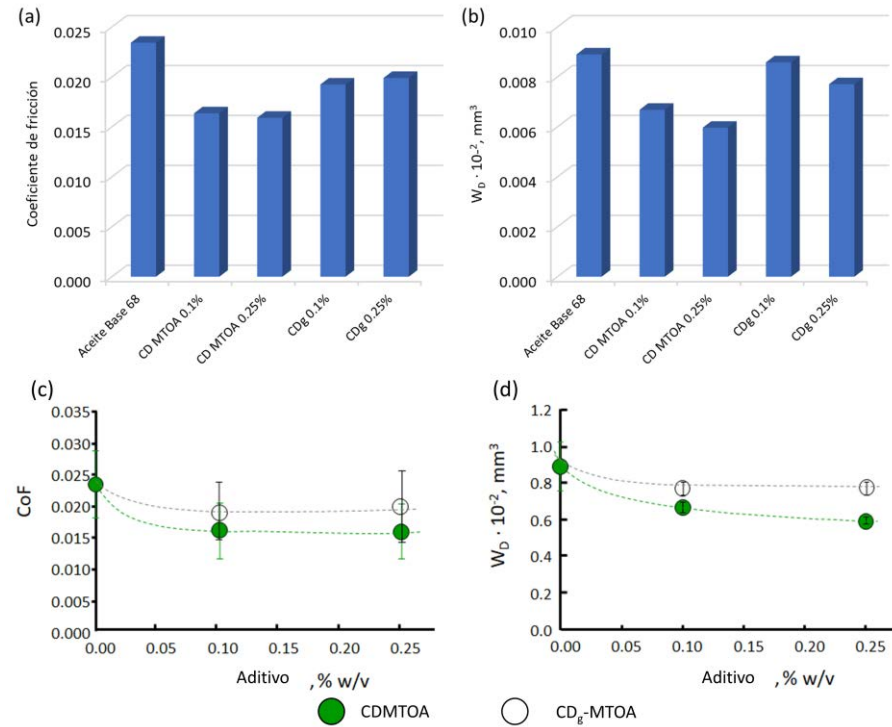 (a)
Coeficiente de fricción
0.025
0.020
0.015
0.010
0.005
0.000
Aceite Base 68
CD MTOA 0.1%
CD MTOA 0.25%
CDg 0.1%
CDg 0.25%
(b)
W_D · 10⁻², mm³
0.010
0.008
0.006
0.004
0.002
0.000
Aceite Base 68
CD MTOA 0.1%
CD MTOA 0.25%
CDg 0.1%
CDg 0.25%
(c)
CoF
0.035
0.030
0.025
0.020
0.015
0.010
0.005
0.000
0.00 0.05 0.10 0.15 0.20 0.25
Aditivo , % w/v
(d)
W_D · 10⁻², mm³
1.2
1.0
0.8
0.6
0.4
0.2
0.0
0.00 0.05 0.10 0.15 0.20 0.25
Aditivo , % w/v
CDMTOA
CD_g-MTOA